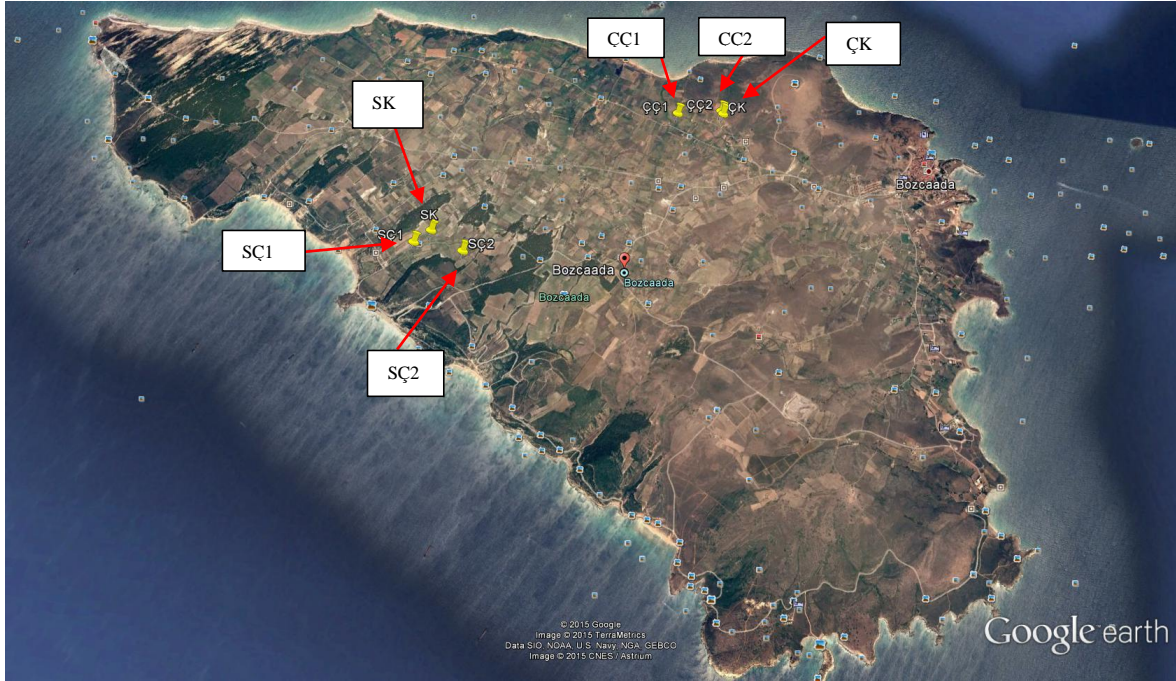 ÇÇ1
CC2
ÇK
SK
ÇÇ1 ÇÇ2 ÇK
Bozcaada
SK
SÇ1
SÇ2
SÇ1
Bozcaada
Bozcaada
Bozcaada
SÇ2
© 2015 Google
Image © 2015 TerraMetrics
Data SIO, NOAA, U.S. Navy, NGA, GEBCO
Image © 2015 CNES / Astrium
Google earth